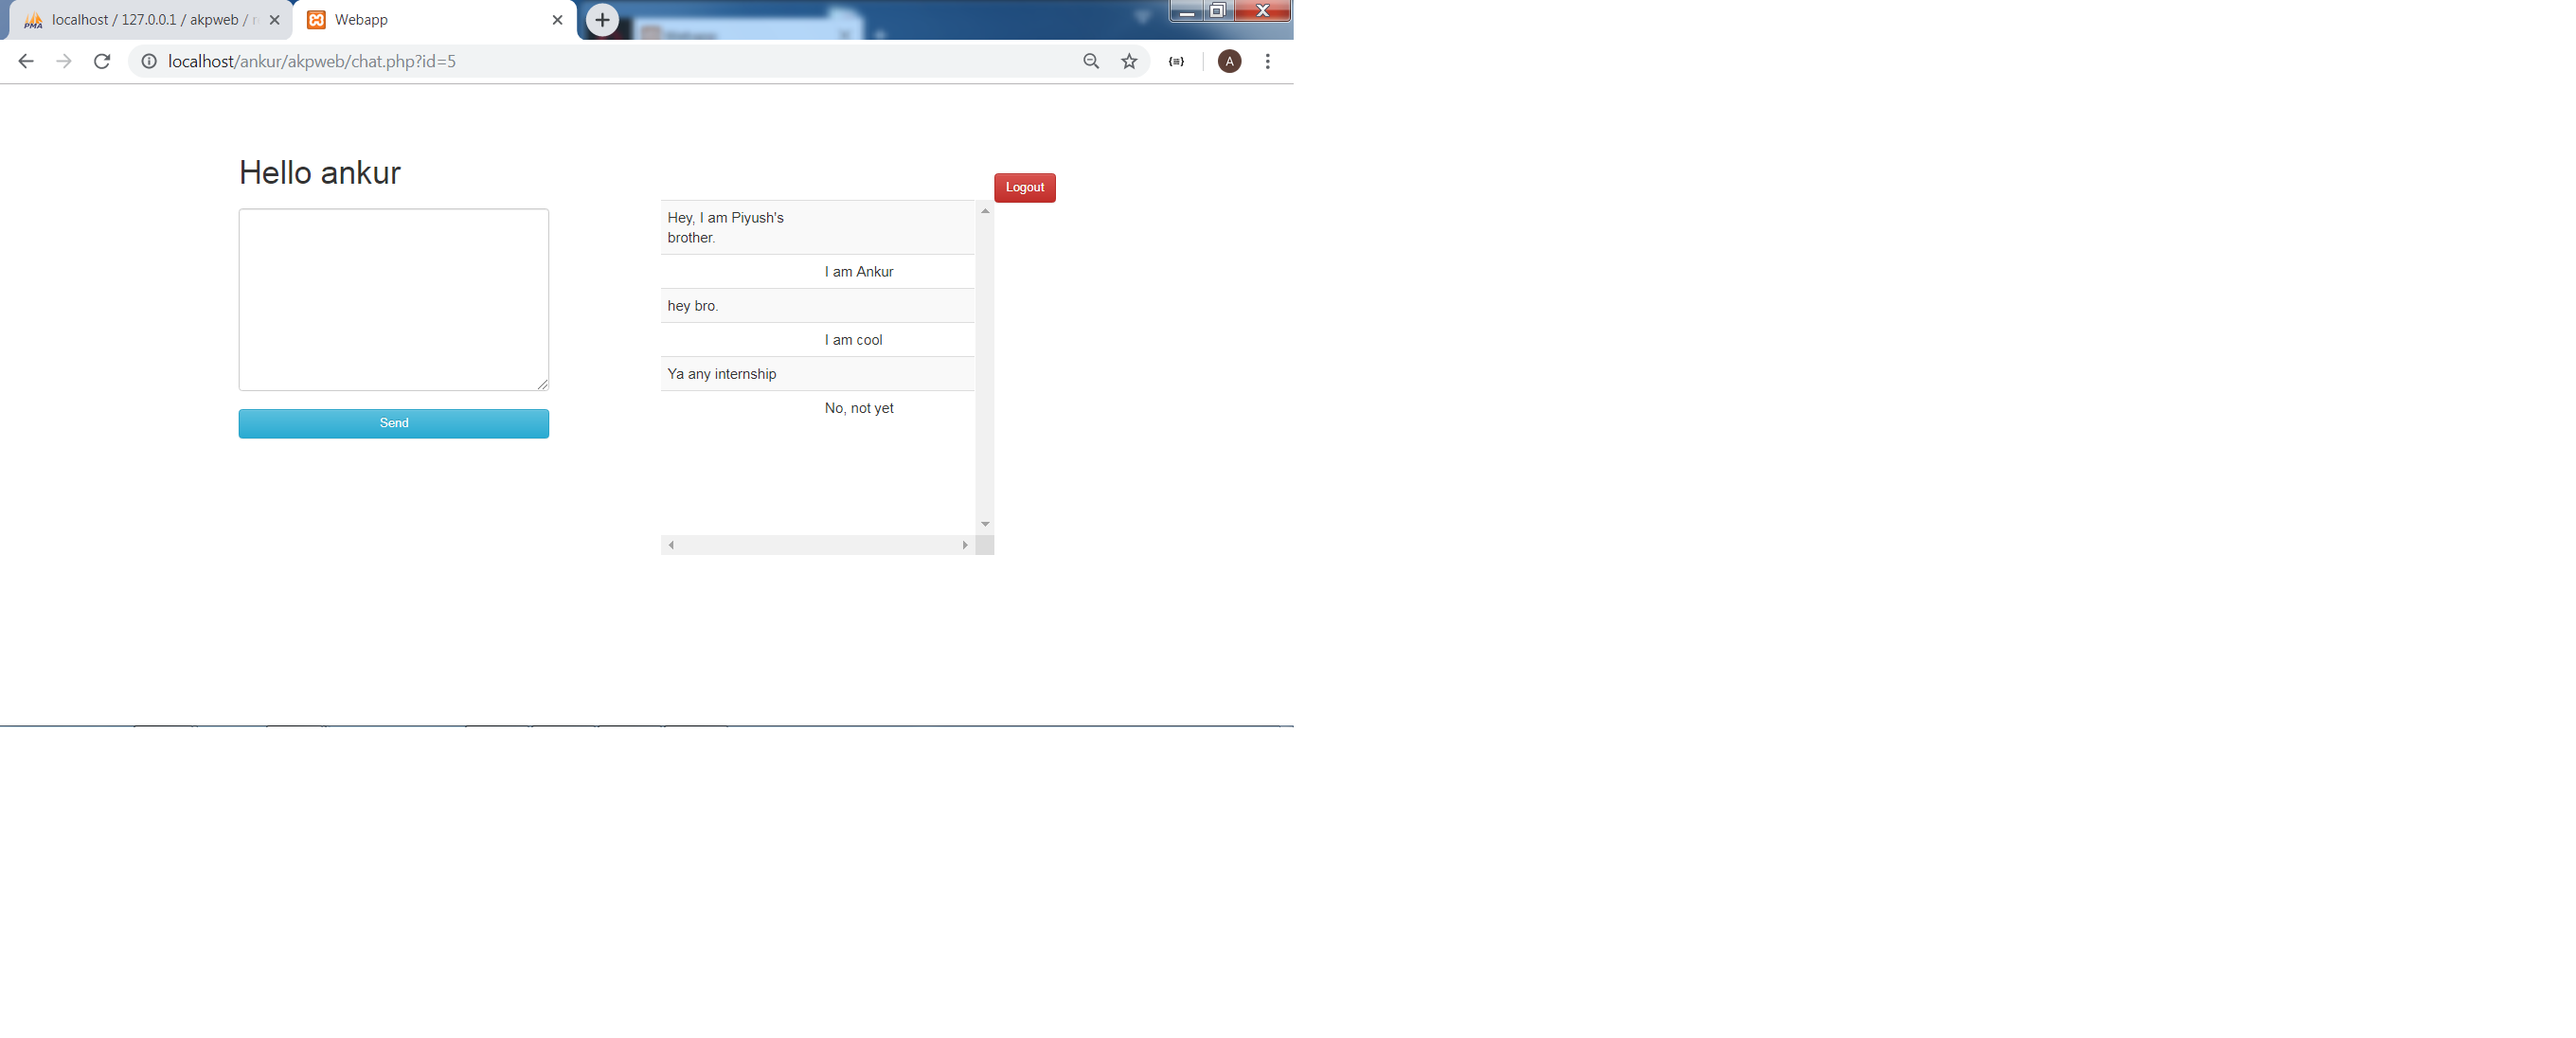 PMA localhost / 127.0.0.1 / akpweb /
Webapp
localhost/ankur/akpweb/chat.php?id=5
A
Hello ankur
Logout
Hey, I am Piyush's
brother.
I am Ankur
hey bro.
I am cool
Ya any internship
No, not yet
Send